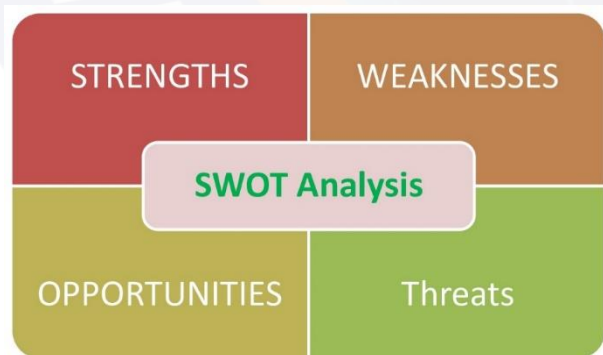 STRENGTHS
WEAKNESSES
SWOT Analysis
OPPORTUNITIES
Threats